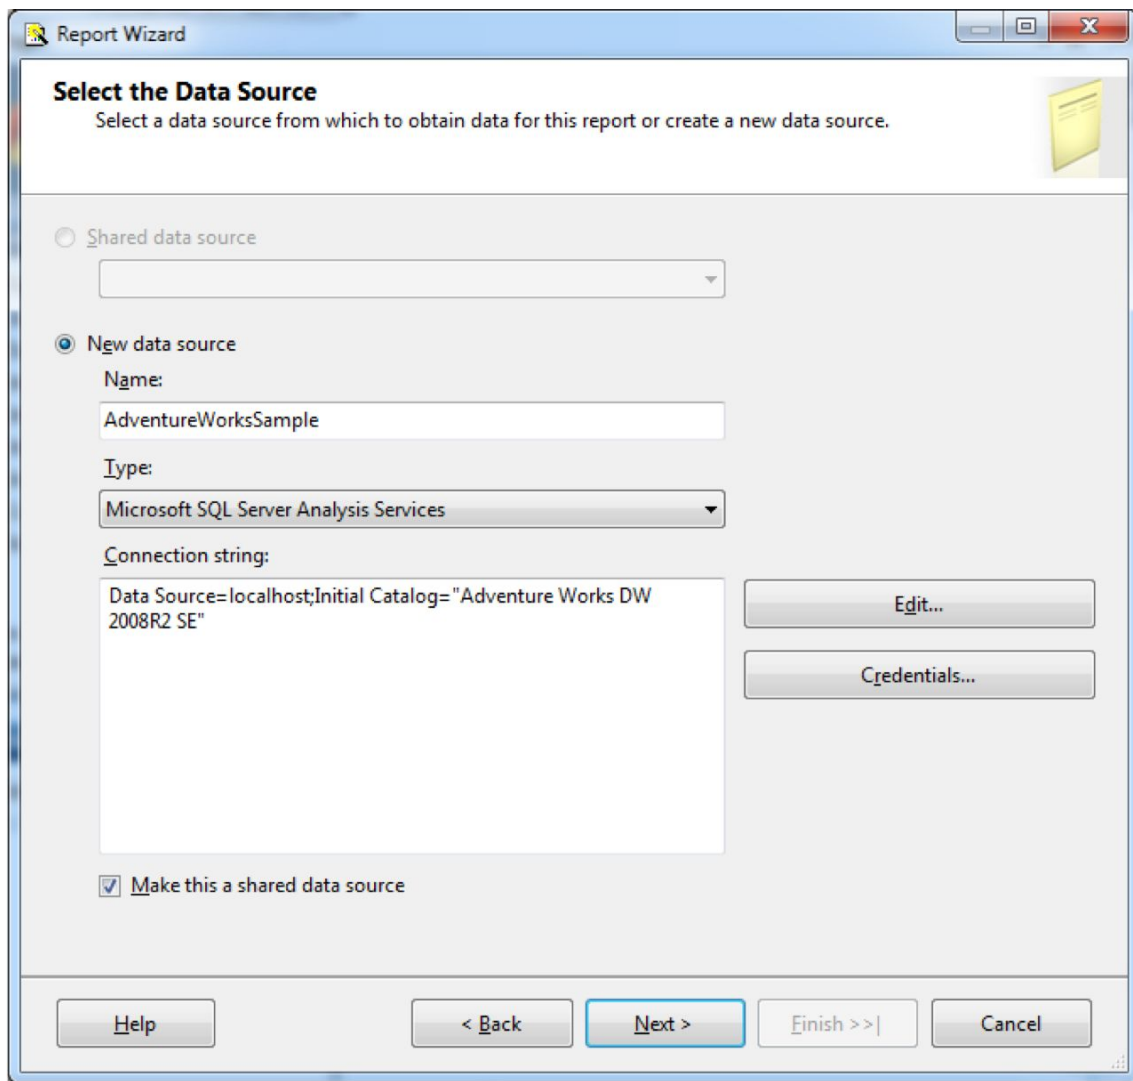 Report Wizard
Select the Data Source
Select a data source from which to obtain data for this report or create a new data source.
Shared data source
New data source
Name:
AdventureWorksSample
Type:
Microsoft SQL Server Analysis Services
Connection string:
Data Source=localhost;Initial Catalog="Adventure Works DW
2008R2 SE"
Edit...
Credentials...
Make this a shared data source
Help
< Back
Next >
Finish >>|
Cancel